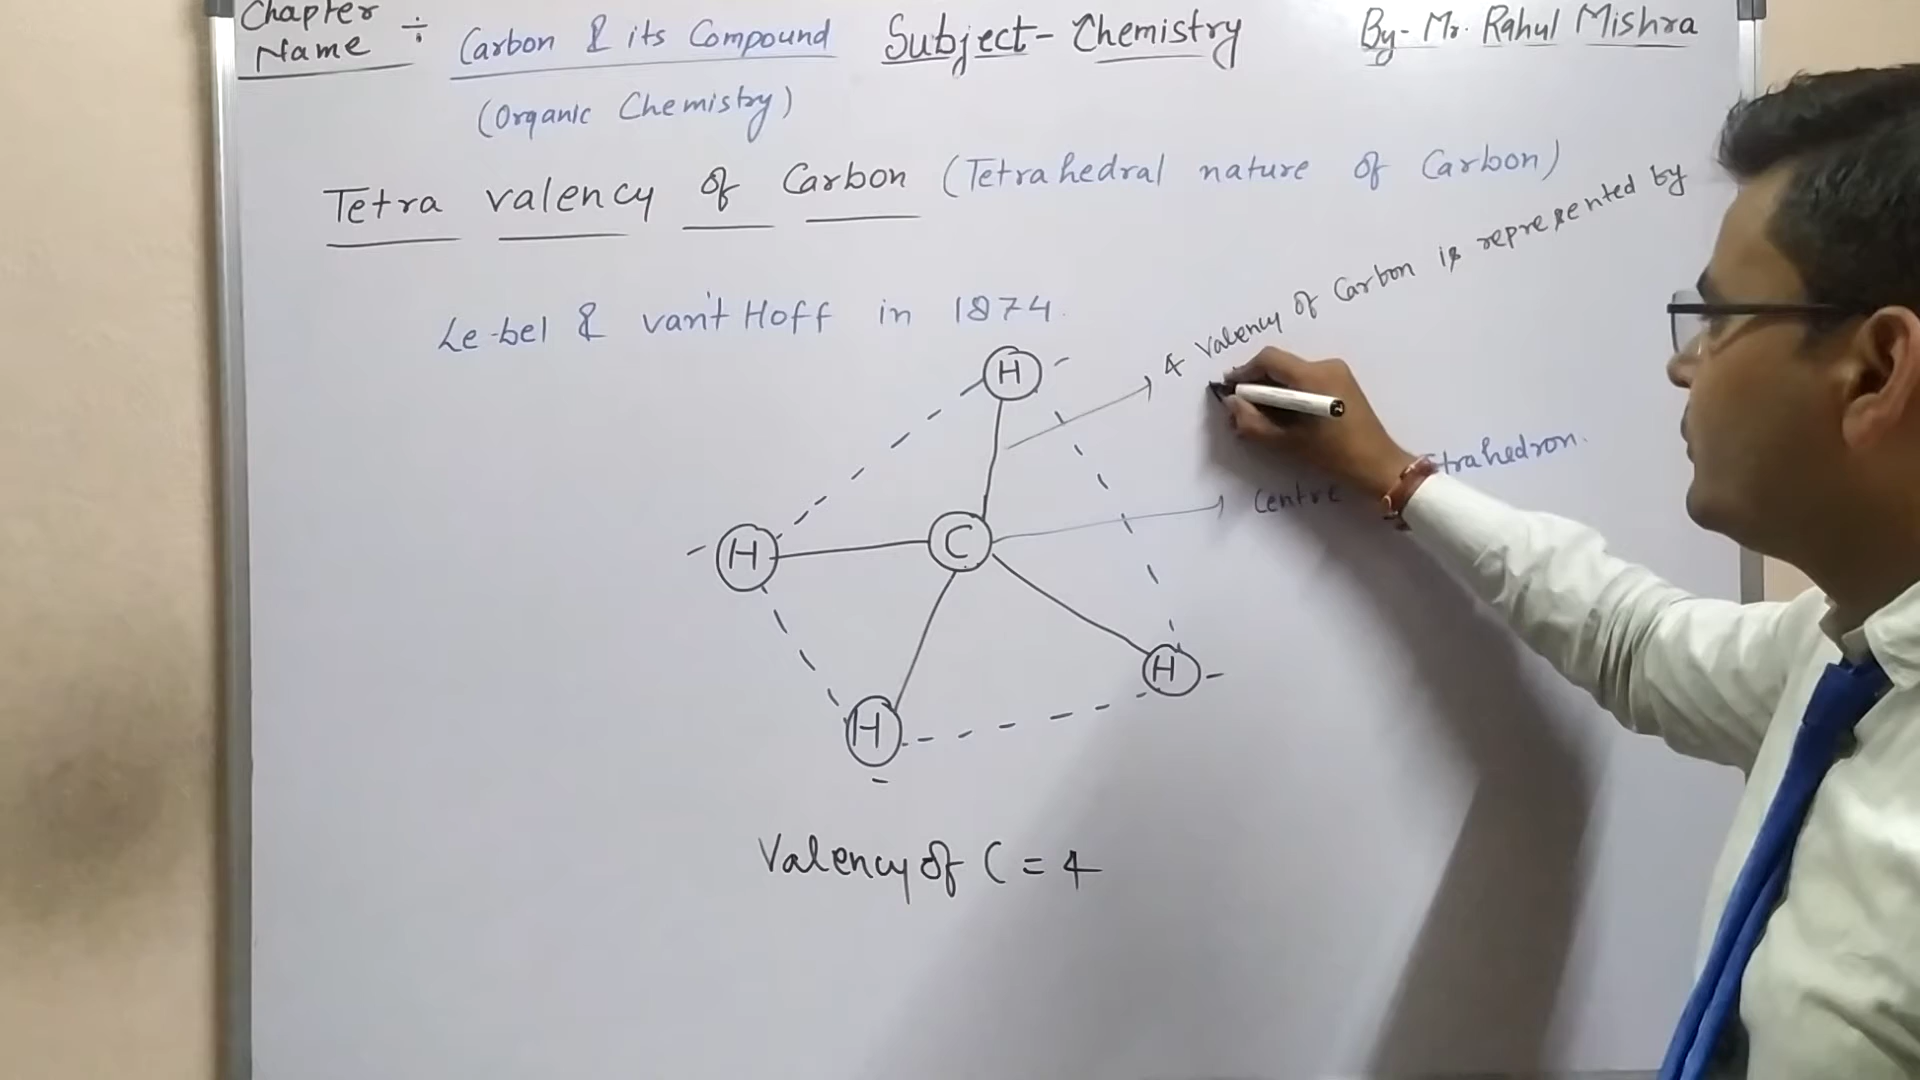 Chapter Name ÷ Carbon & its Compound
(Organic Chemistry)
Subject - Chemistry
By- Mr. Rahul Mishra
Tetra valency of Carbon (Tetrahedral nature of Carbon)
Le-bel & van't Hoff in 1874.
4 valency of Carbon is represented by
Centre trahedron.
H
H
C
H
H
Valency of C = 4